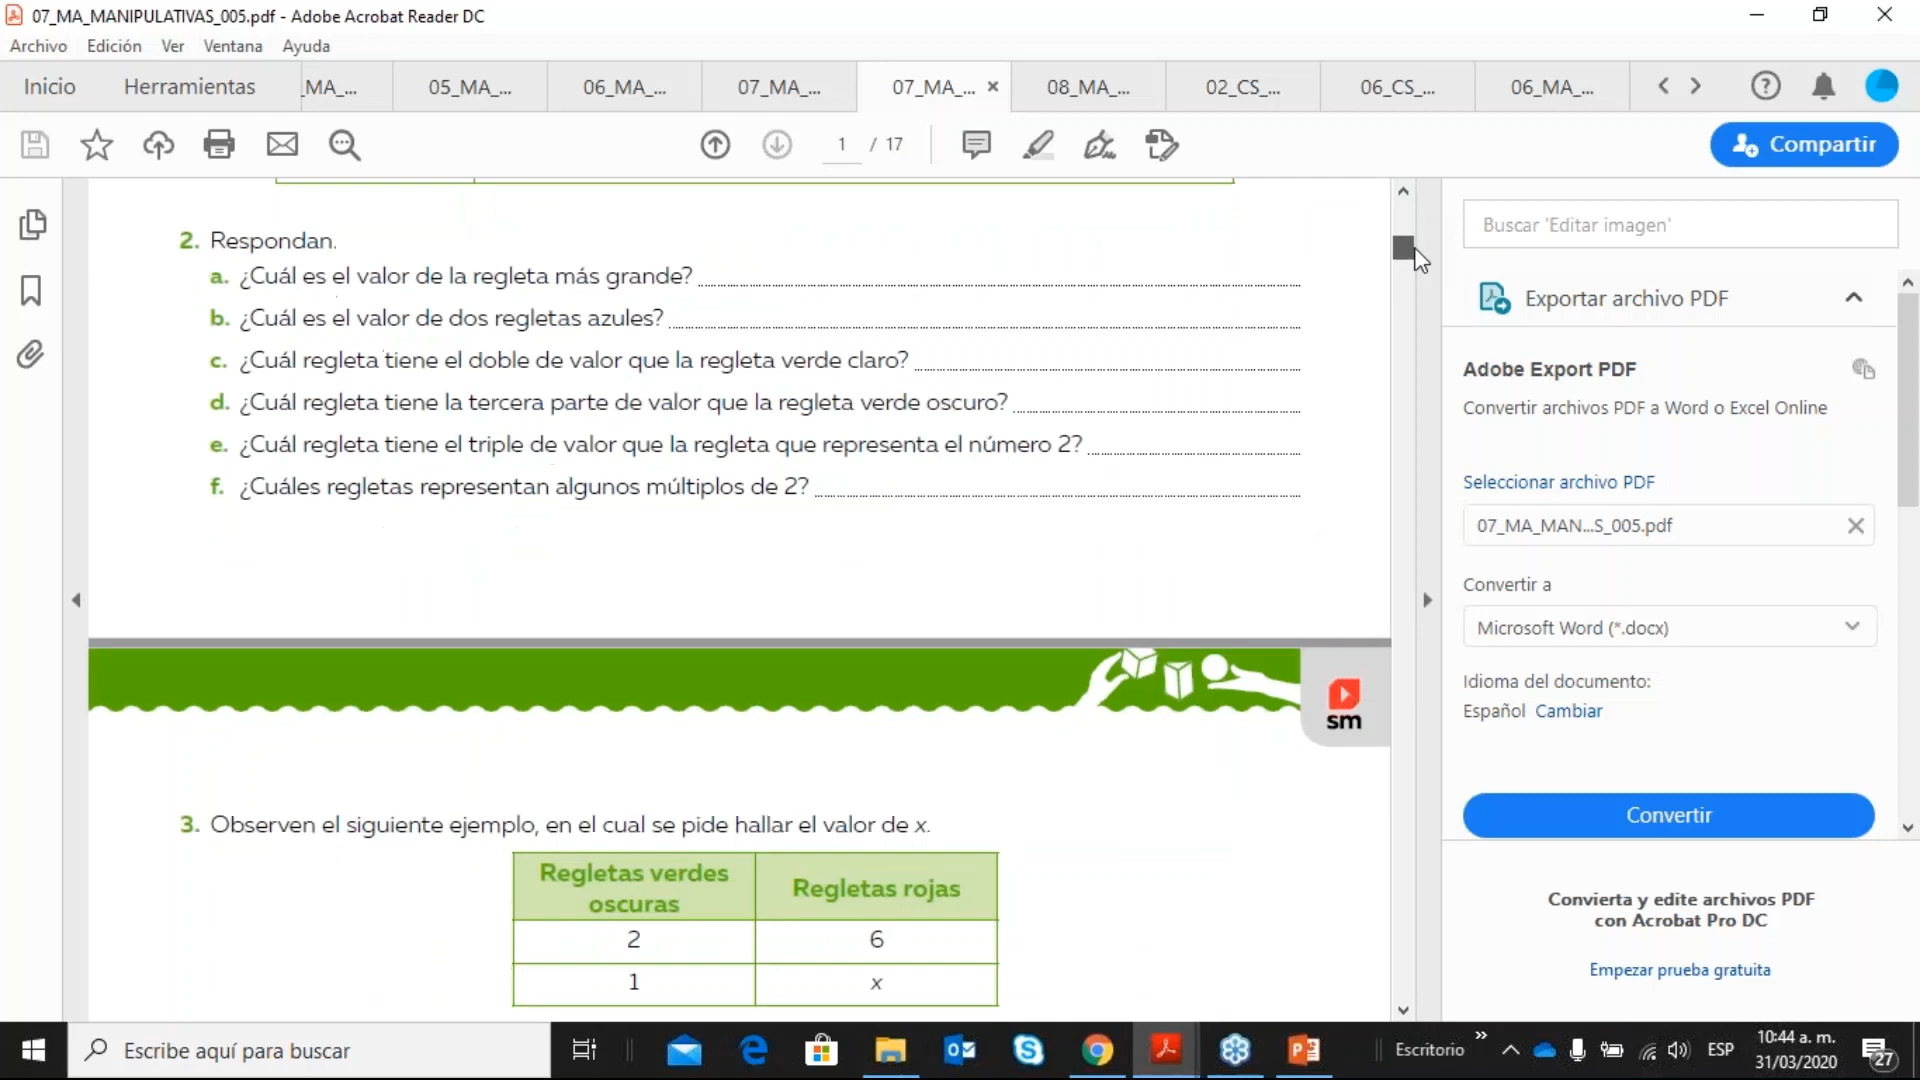 07_MA_MANIPULATIVAS_005.pdf - Adobe Acrobat Reader DC
Archivo Edición Ver Ventana Ayuda
Inicio Herramientas _MA_... 05_MA_... 06_MA_... 07_MA_... 07_MA_... × 08_MA_... 02_CS_... 06_CS_... 06_MA_...
1 / 17
Compartir
2. Respondan.
a. ¿Cuál es el valor de la regleta más grande?
b. ¿Cuál es el valor de dos regletas azules?
c. ¿Cuál regleta tiene el doble de valor que la regleta verde claro?
d. ¿Cuál regleta tiene la tercera parte de valor que la regleta verde oscuro?
e. ¿Cuál regleta tiene el triple de valor que la regleta que representa el número 2?
f. ¿Cuáles regletas representan algunos múltiplos de 2?
sm
3. Observen el siguiente ejemplo, en el cual se pide hallar el valor de x.
Regletas verdes oscuras
Regletas rojas
2 6
1 x
Buscar 'Editar imagen'
Exportar archivo PDF
Adobe Export PDF
Convertir archivos PDF a Word o Excel Online
Seleccionar archivo PDF
07_MA_MAN...S_005.pdf
Convertir a
Microsoft Word (*.docx)
Idioma del documento:
Español Cambiar
Convertir
Convierta y edite archivos PDF
con Acrobat Pro DC
Empezar prueba gratuita
Escribe aquí para buscar
Escritorio
ESP
10:44 a. m.
31/03/2020
27